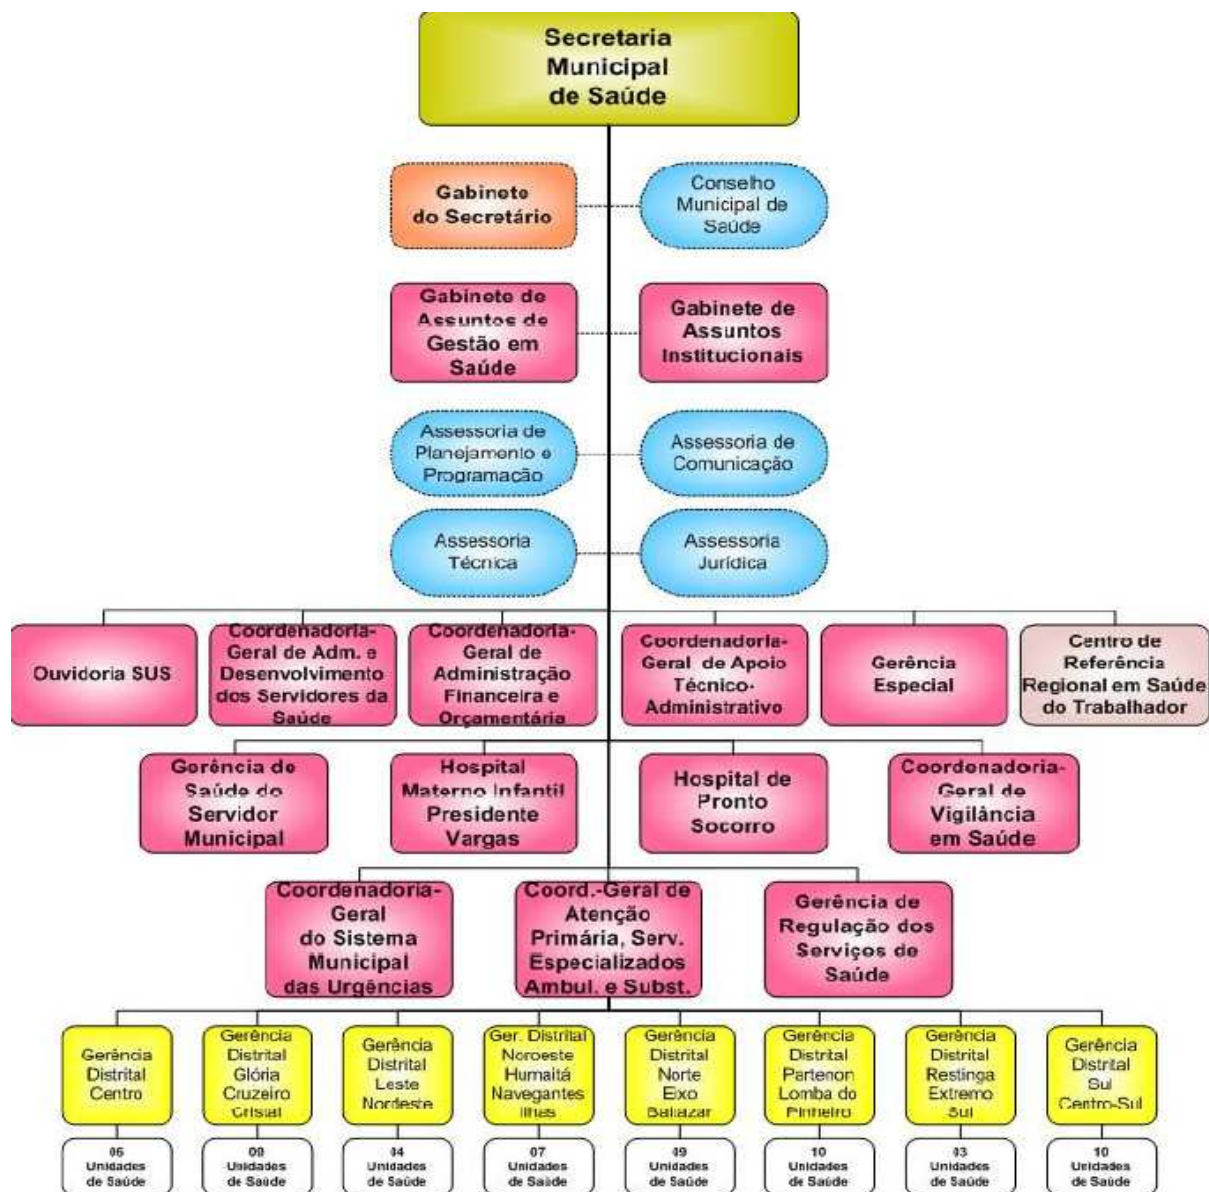 Secretaria
Municipal
de Saúde
Gabinete
do Secretário
Conselho
Municipal de
Saúde
Gabinete de
Assuntos de
Gestão em
Saúde
Gabinete de
Assuntos
Institucionais
Assessoria de
Planejamento e
Programação
Assessoria de
Comunicação
Assessoria
Técnica
Assessoria
Jurídica
Ouvidoria SUS
Coordenadoria-
Geral de Adm. e
Desenvolvimento
dos Servidores da
Saúde
Coordenadoria-
Geral de
Administração
Financeira e
Orçamentária
Coordenadoria-
Geral de Apoio
Técnico-
Administrativo
Gerência
Especial
Centro de
Referência
Regional em Saúde
do Trabalhador
Gerência de
Saúde do
Servidor
Municipal
Hospital
Materno Infantil
Presidente
Vargas
Hospital de
Pronto
Socorro
Coordenadoria-
Geral de
Vigilância
em Saúde
Coordenadoria-
Geral
do Sistema
Municipal
das Urgências
Coord.-Geral de
Atenção
Primária, Serv.
Especializados
Ambul. e Subst.
Gerência de
Regulação dos
Serviços de
Saúde
Gerência
Distrital
Centro
Gerência
Distrital
Glória
Cruzeiro
Cristal
Gerência
Distrital
Leste
Nordeste
Ger. Distrital
Noroeste
Humaitá
Navegantes
Ilhas
Gerência
Distrital
Norte
Eixo
Baltazar
Gerência
Distrital
Partenon
Lomba do
Pinheiro
Gerência
Distrital
Restinga
Extremo
Sul
Gerência
Distrital
Sul
Centro-Sul
Unidades
de Saúde
Unidades
de Saúde
04
Unidades
de Saúde
07
Unidades
de Saúde
09
Unidades
de Saúde
10
Unidades
de Saúde
03
Unidades
de Saúde
10
Unidades
de Saúde